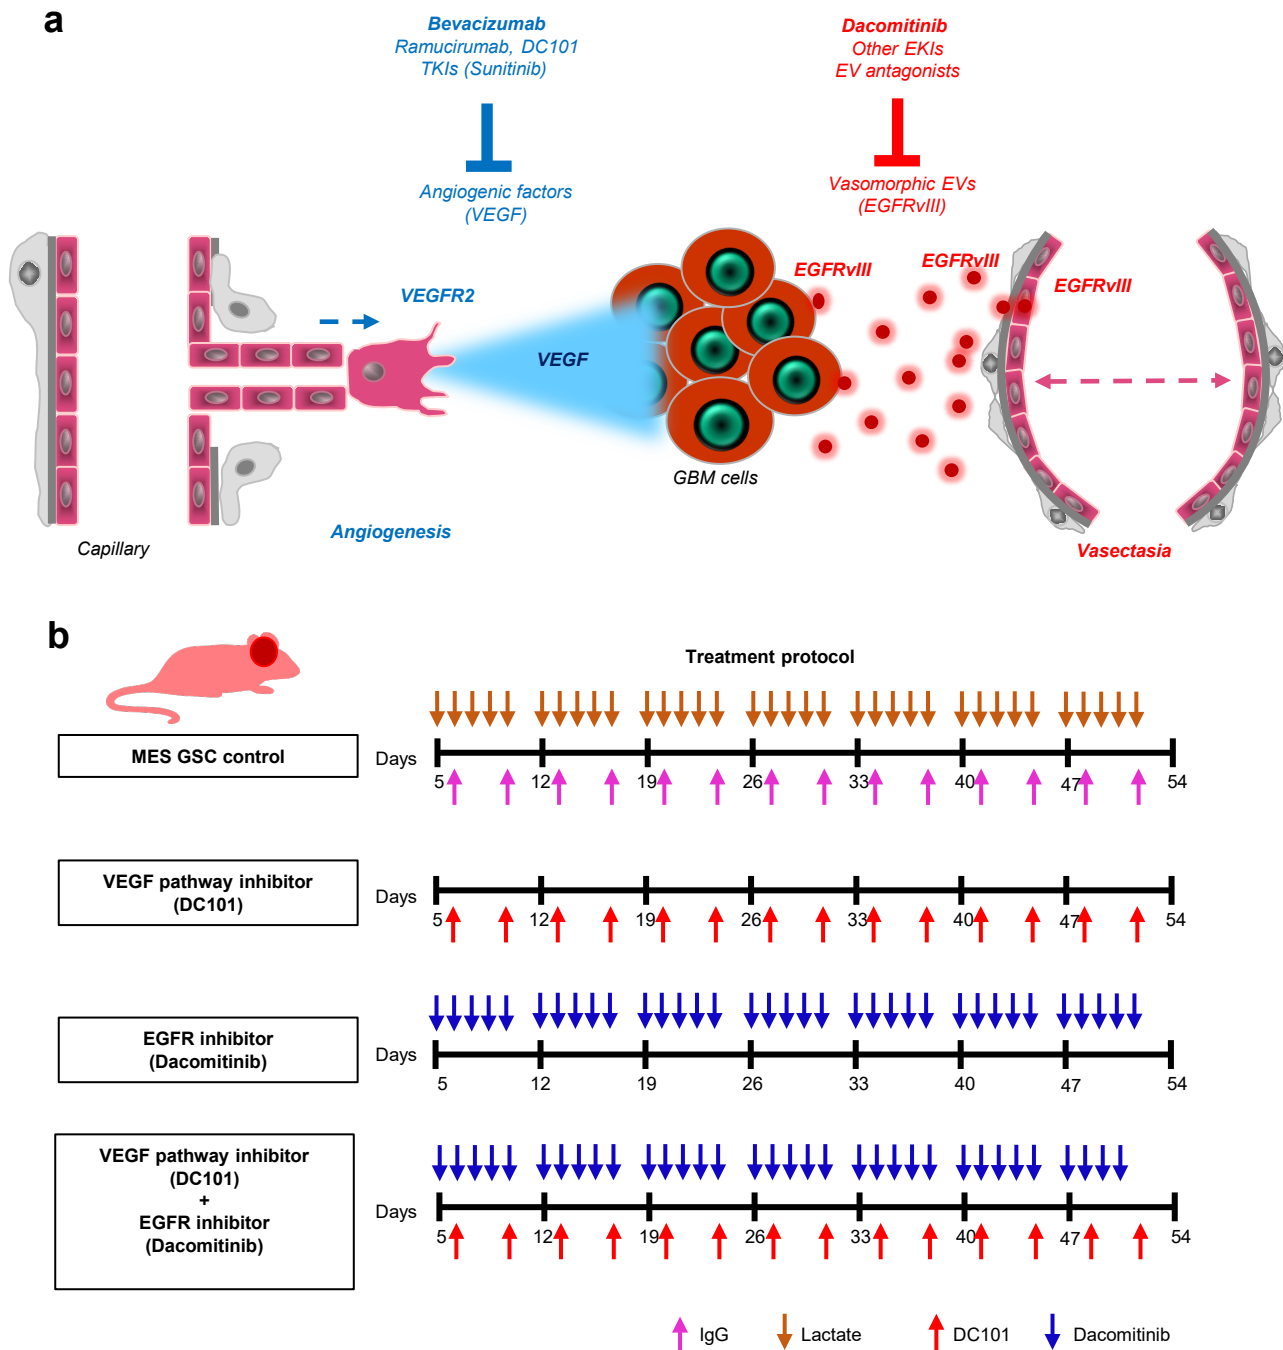 a
Bevacizumab
Ramucirumab, DC101
TKIs (Sunitinib)
Dacomitinib
Other EKIs
EV antagonists
Angiogenic factors
(VEGF)
Vasomorphic EVs
(EGFRvIII)
VEGFR2
VEGF
EGFRvIII
EGFRvIII
EGFRvIII
GBM cells
Capillary
Angiogenesis
Vasectasia
b
Treatment protocol
MES GSC control
Days
5 12 19 26 33 40 47 54
VEGF pathway inhibitor
(DC101)
Days
5 12 19 26 33 40 47 54
EGFR inhibitor
(Dacomitinib)
Days
5 12 19 26 33 40 47 54
VEGF pathway inhibitor
(DC101)
+
EGFR inhibitor
(Dacomitinib)
Days
5 12 19 26 33 40 47 54
IgG Lactate DC101 Dacomitinib